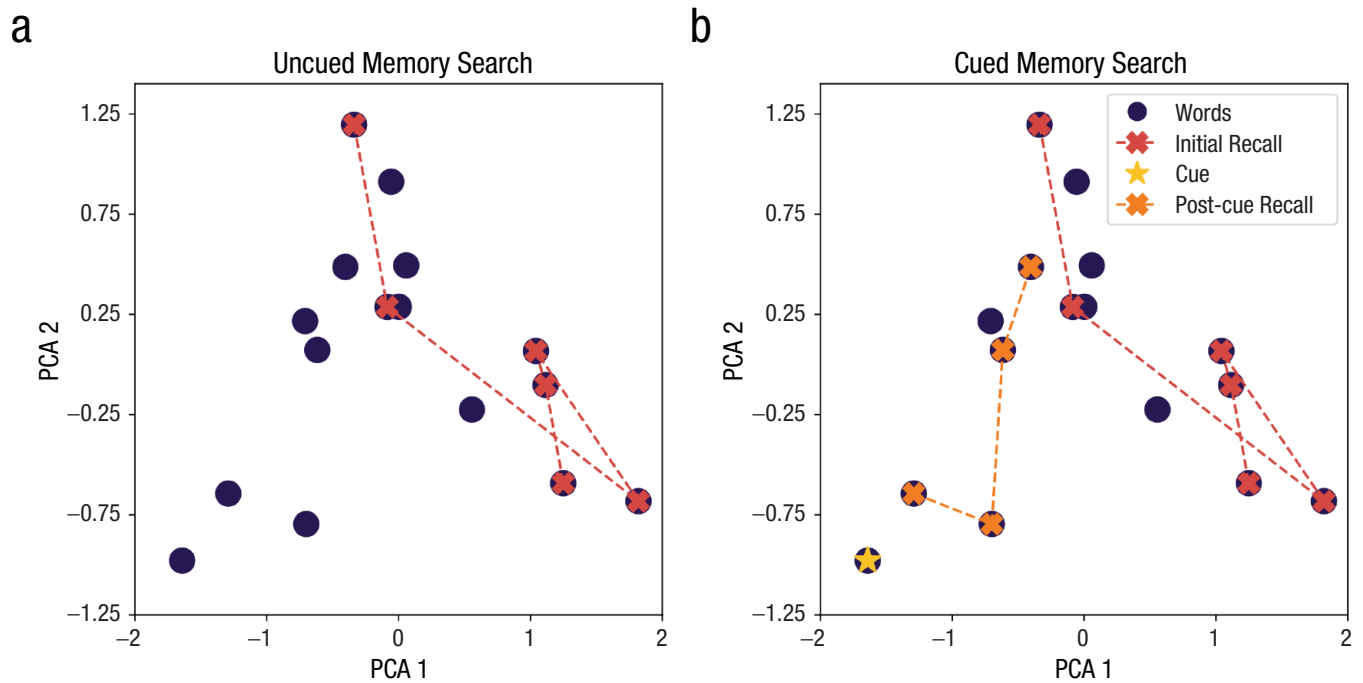 a
Uncued Memory Search
1.25
0.75
0.25
−0.25
−0.75
−1.25
PCA 2
−2
−1
0
1
2
PCA 1
b
Cued Memory Search
Words
Initial Recall
Cue
Post-cue Recall
1.25
0.75
0.25
−0.25
−0.75
−1.25
PCA 2
−2
−1
0
1
2
PCA 1